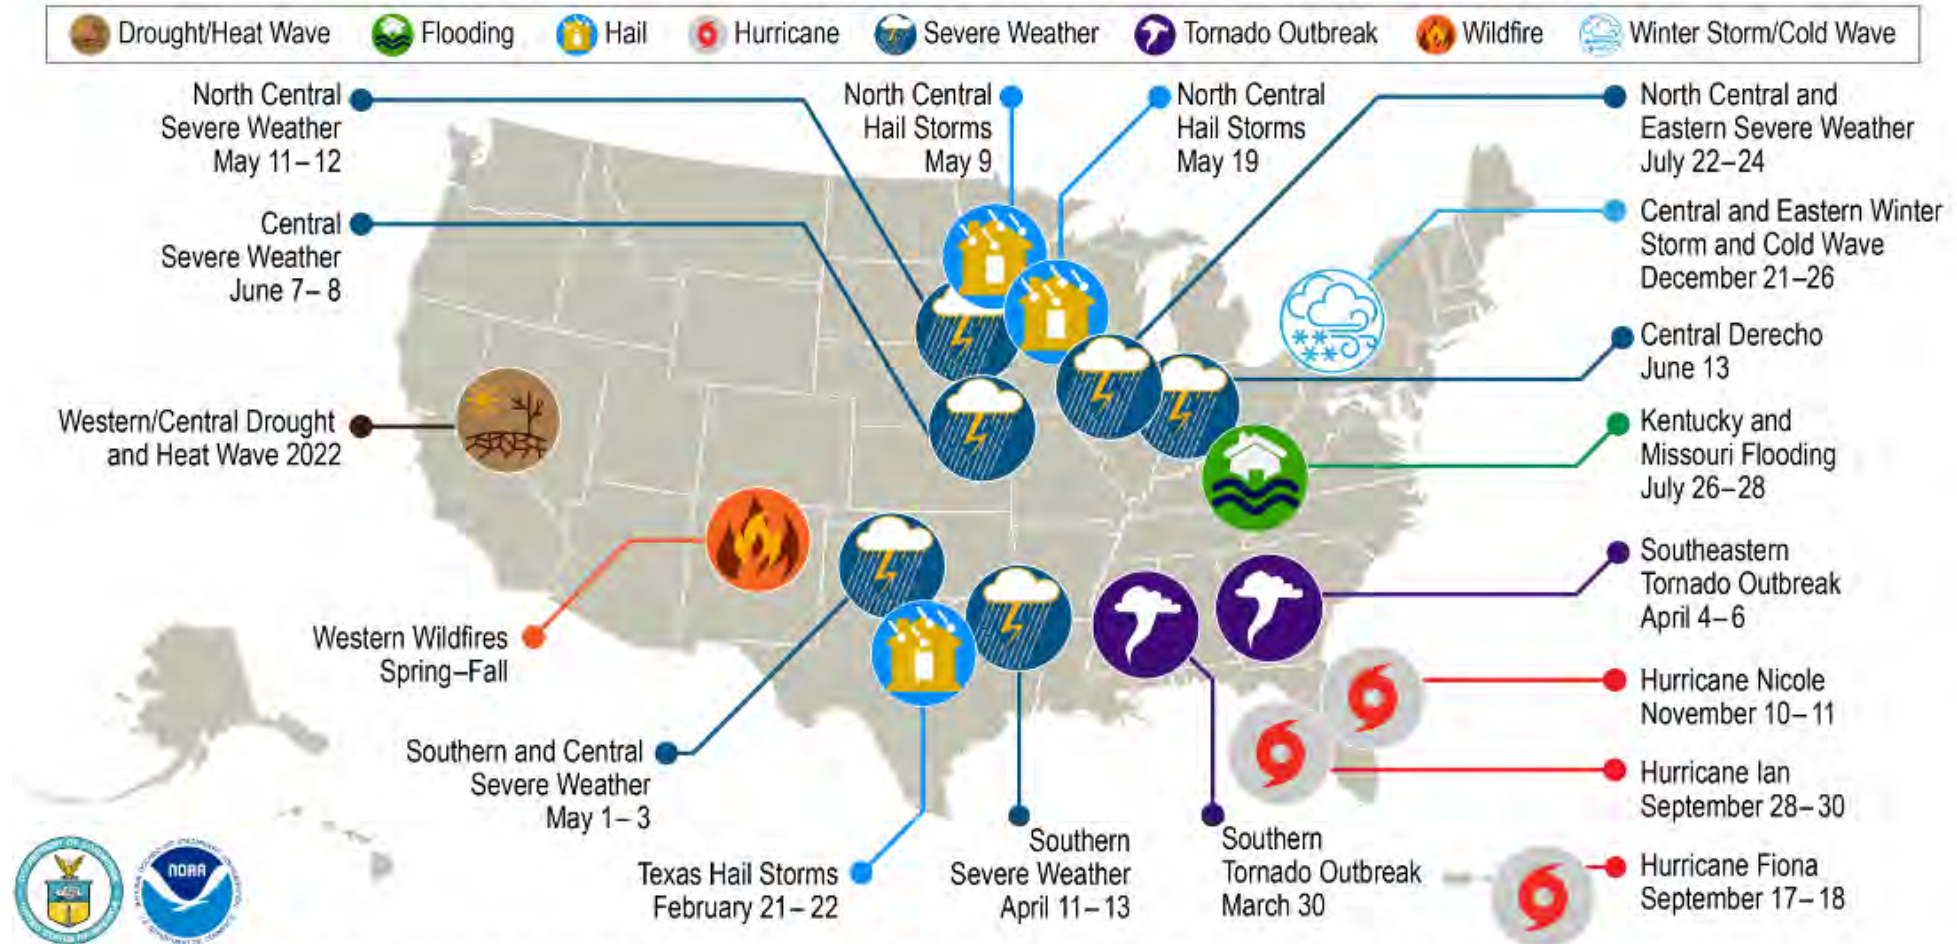 Drought/Heat Wave Flooding Hail Hurricane Severe Weather Tornado Outbreak Wildfire Winter Storm/Cold Wave
North Central
Severe Weather
May 11–12
North Central
Hail Storms
May 9
North Central
Hail Storms
May 19
North Central and
Eastern Severe Weather
July 22–24
Central
Severe Weather
June 7–8
Central and Eastern Winter
Storm and Cold Wave
December 21–26
Central Derecho
June 13
Western/Central Drought
and Heat Wave 2022
Kentucky and
Missouri Flooding
July 26–28
Southeastern
Tornado Outbreak
April 4–6
Western Wildfires
Spring–Fall
Hurricane Nicole
November 10–11
Southern and Central
Severe Weather
May 1–3
Hurricane Ian
September 28–30
Texas Hail Storms
February 21–22
Southern
Severe Weather
April 11–13
Southern
Tornado Outbreak
March 30
Hurricane Fiona
September 17–18
NOAA